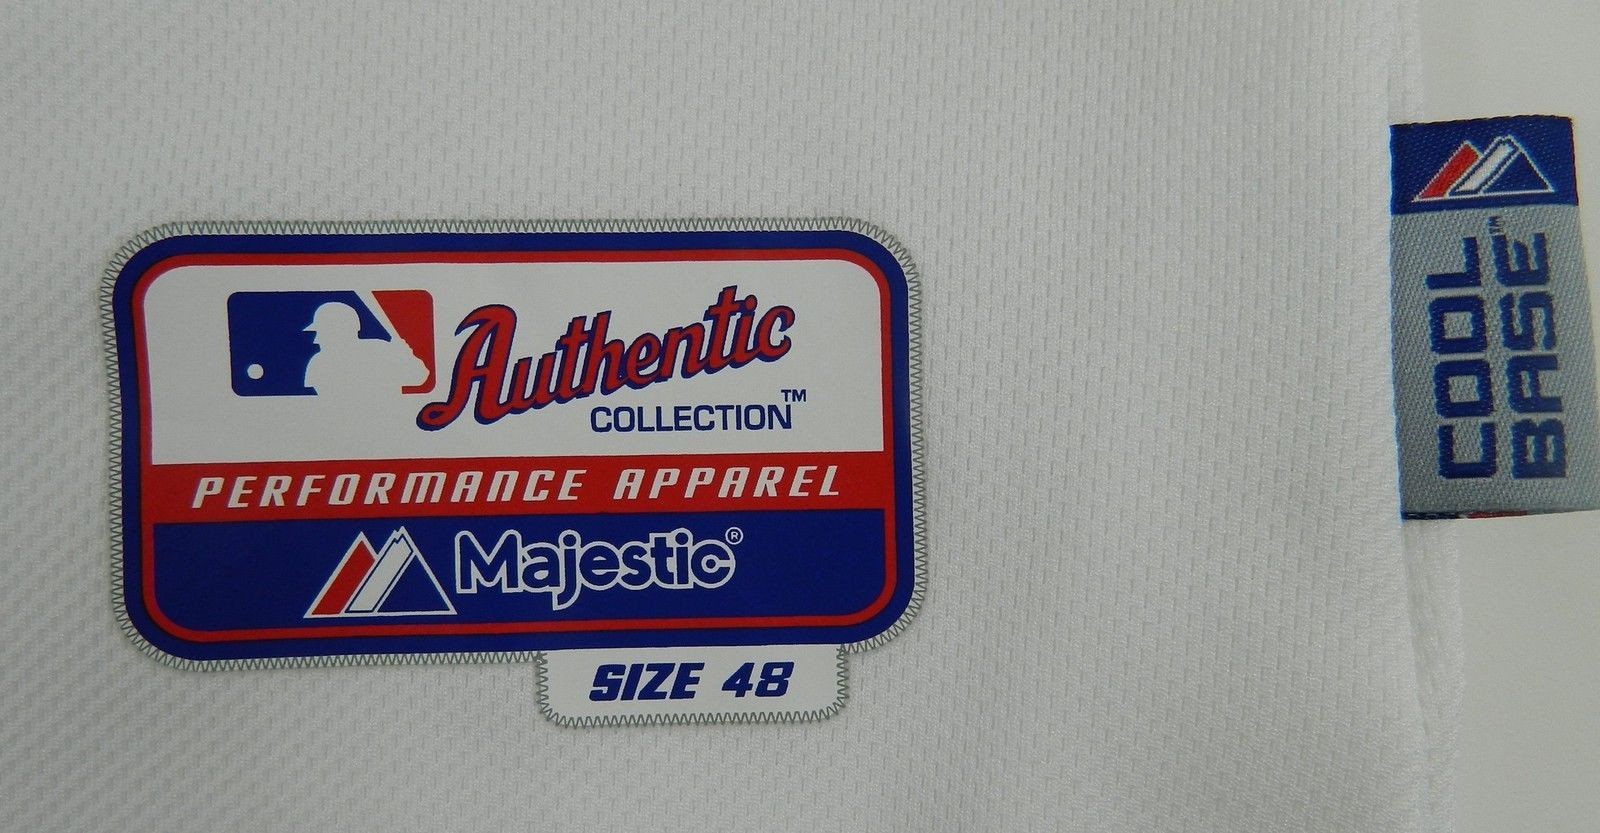 Authentic
COLLECTION™
PERFORMANCE APPAREL
Majestic®
SIZE 48
COOL
BASE™